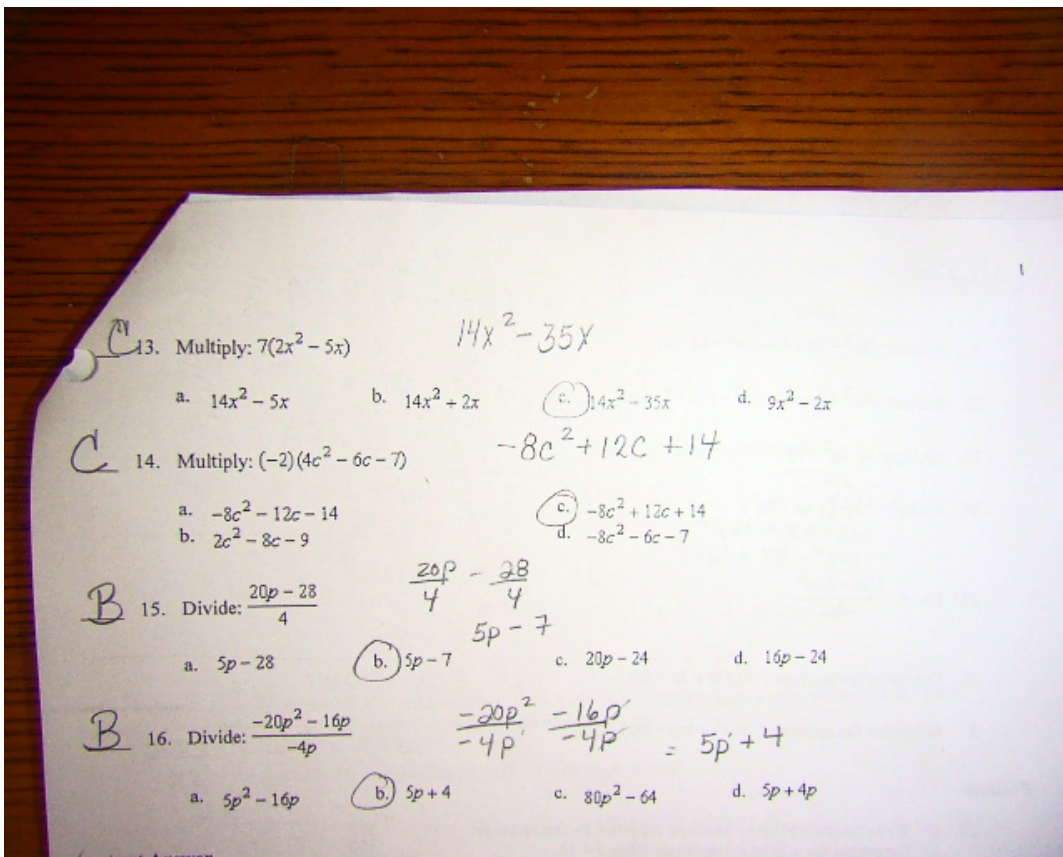 1
C 13. Multiply: 7(2x² – 5x) 14x² – 35x
a. 14x² – 5x b. 14x² + 2x c. 14x² – 35x d. 9x² – 2x
C 14. Multiply: (–2)(4c² – 6c – 7) –8c² + 12c + 14
a. –8c² – 12c – 14 c. –8c² + 12c + 14
b. 2c² – 8c – 9 d. –8c² – 6c – 7
B 15. Divide: (20p – 28)/4 20p/4 – 28/4
5p – 7
a. 5p – 28 b. 5p – 7 c. 20p – 24 d. 16p – 24
B 16. Divide: (–20p² – 16p)/–4p –20p²/–4p –16p/–4p = 5p + 4
a. 5p² – 16p b. 5p + 4 c. 80p² – 64 d. 5p + 4p